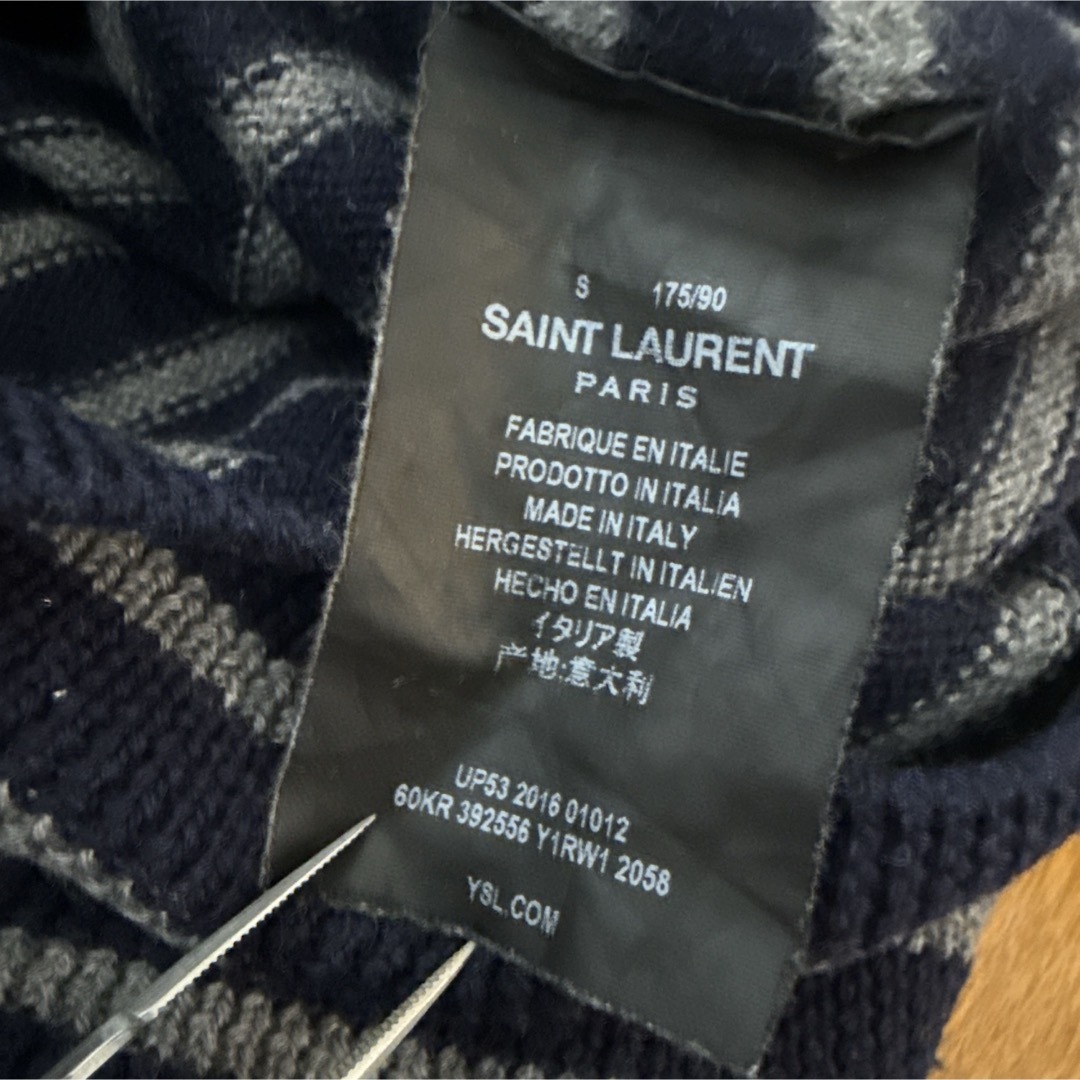 S 175/90
SAINT LAURENT
PARIS
FABRIQUE EN ITALIE
PRODOTTO IN ITALIA
MADE IN ITALY
HERGESTELLT IN ITALIEN
HECHO EN ITALIA
イタリア製
产地:意大利
UP53 2016 01012
60KR 392556 Y1RW1 2058
YSL.COM